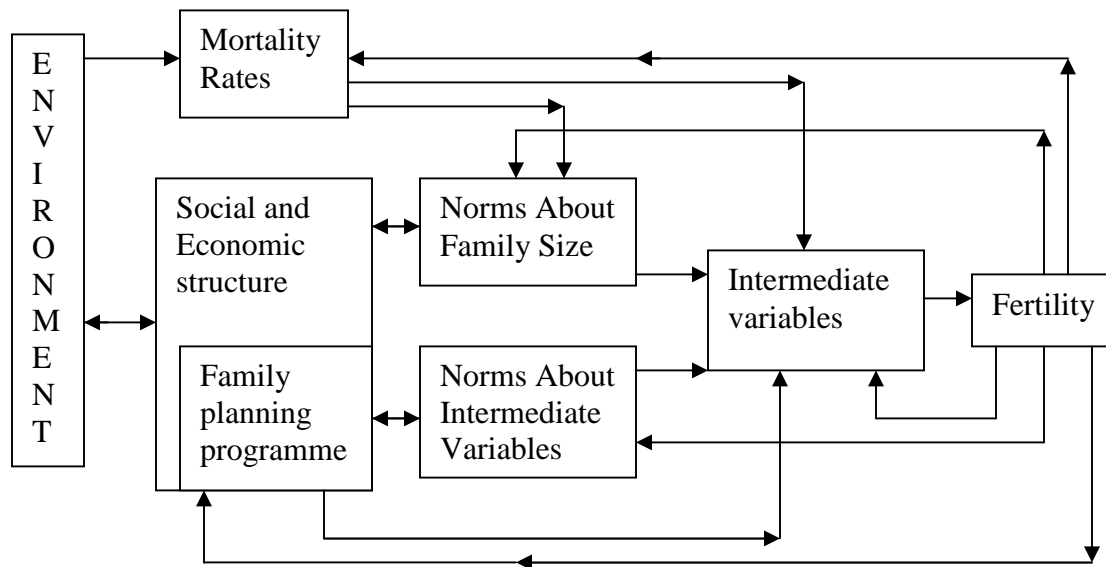 ENVIRONMENT
Mortality
Rates
Social and
Economic
structure
Norms About
Family Size
Intermediate
variables
Fertility
Family
planning
programme
Norms About
Intermediate
Variables